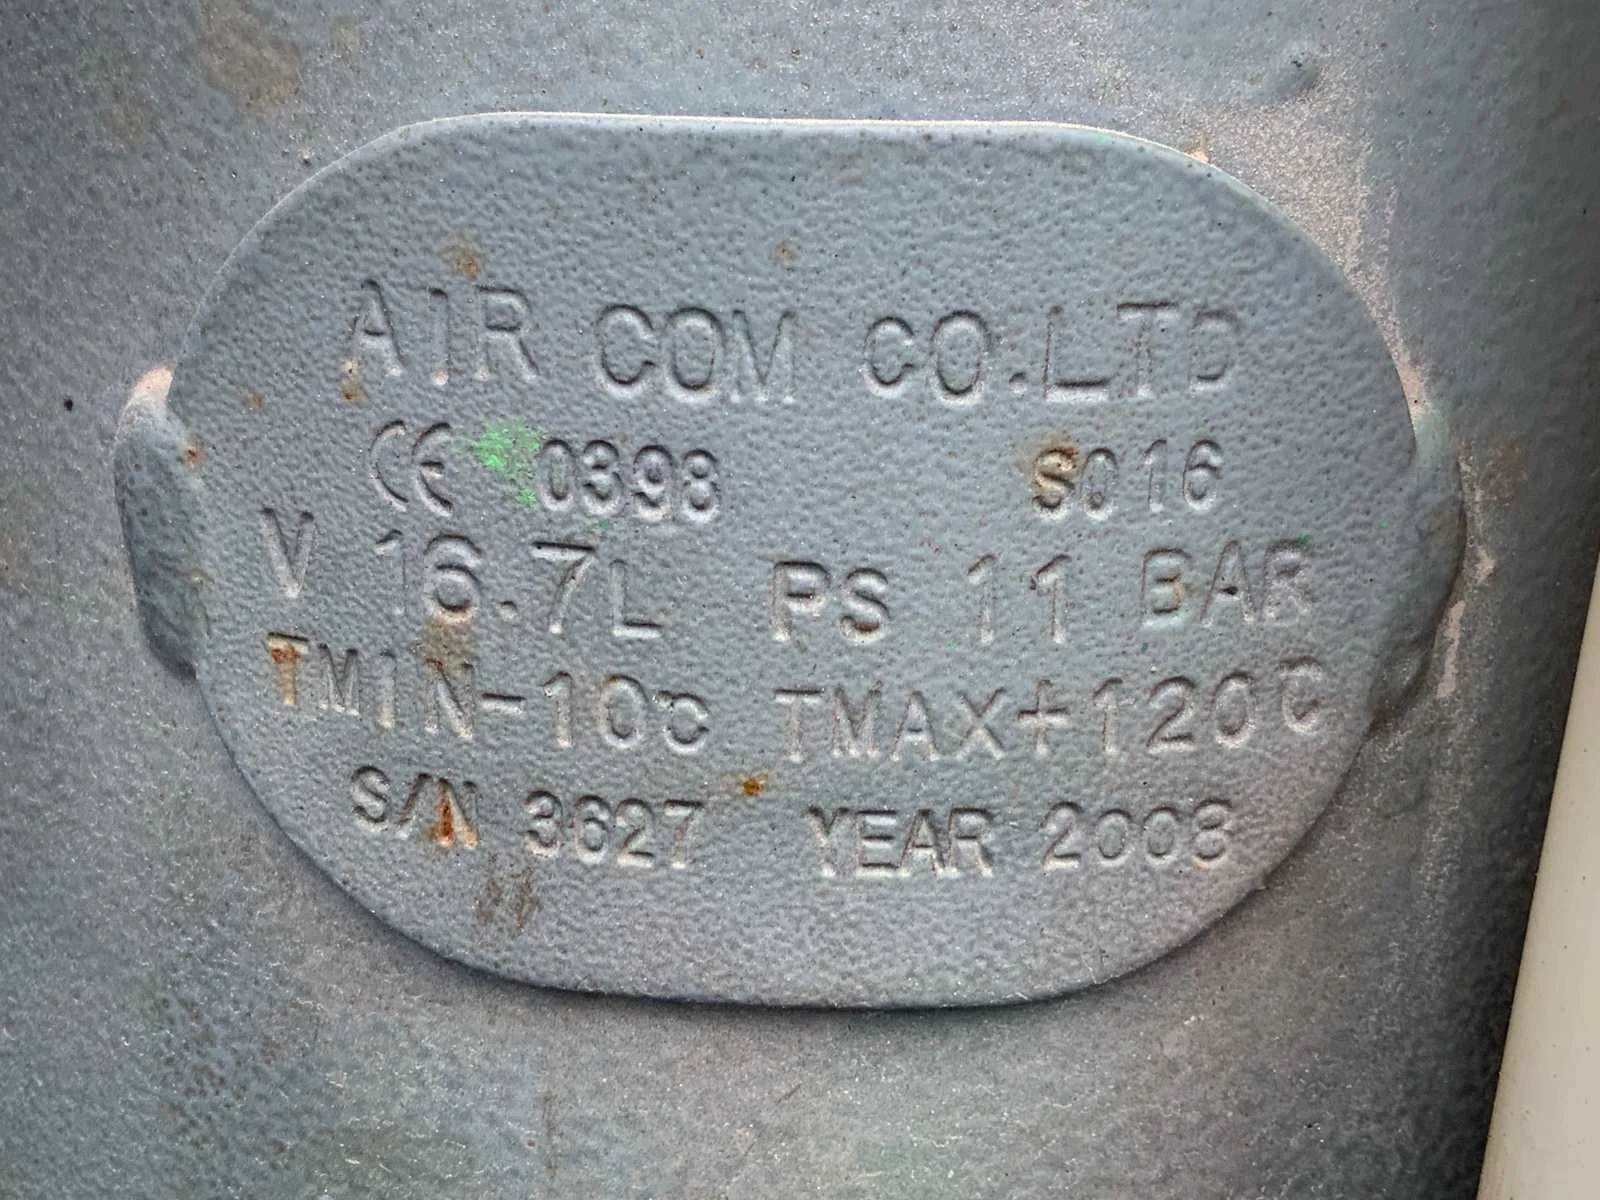 AIR COM CO.LTD
CE 0398 S016
V 16.7L PS 11 BAR
TMIN-10C TMAX+120C
S/N 3627 YEAR 2008